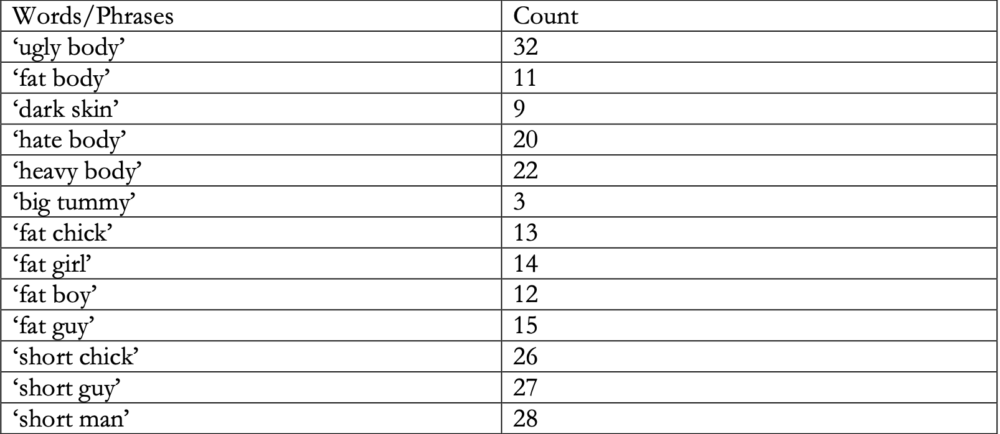 Words/Phrases Count
‘ugly body’ 32
‘fat body’ 11
‘dark skin’ 9
‘hate body’ 20
‘heavy body’ 22
‘big tummy’ 3
‘fat chick’ 13
‘fat girl’ 14
‘fat boy’ 12
‘fat guy’ 15
‘short chick’ 26
‘short guy’ 27
‘short man’ 28